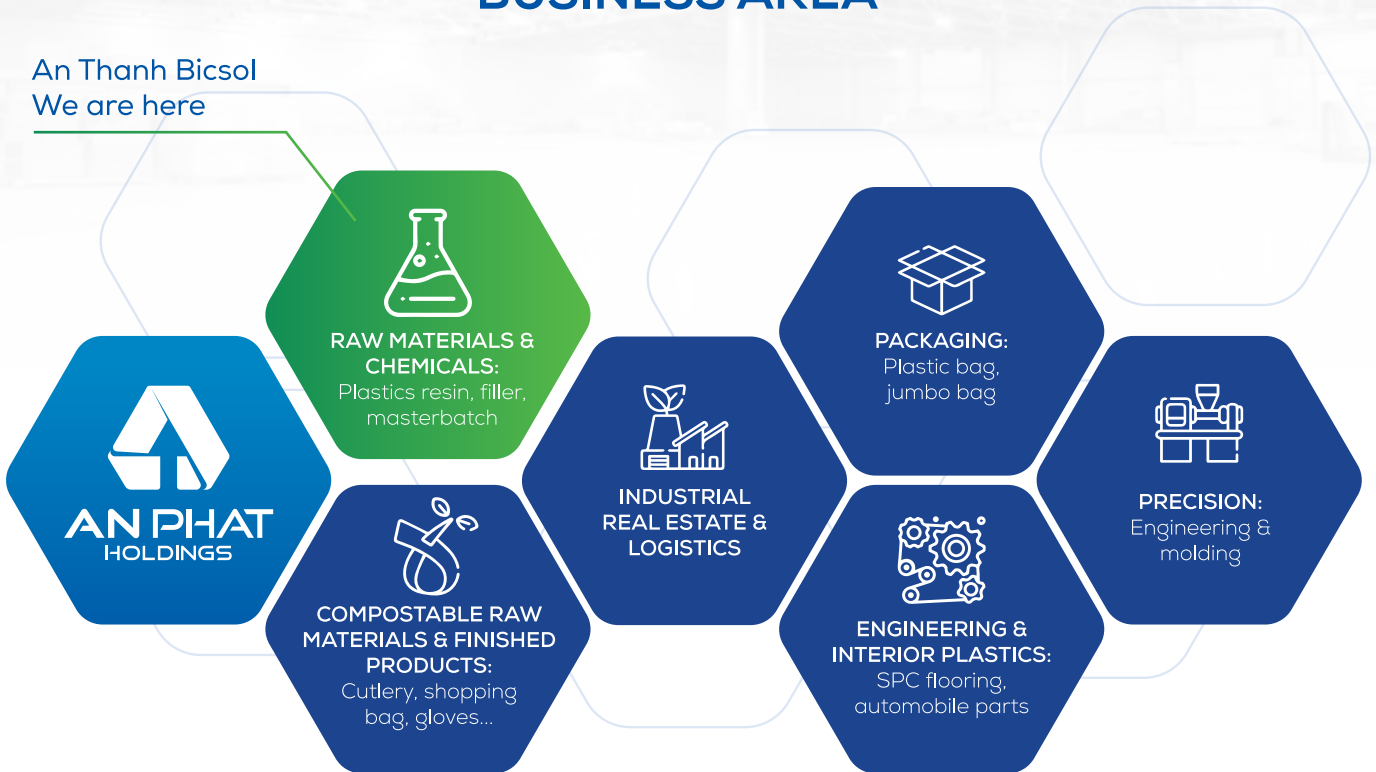 BUSINESS AREA
An Thanh Bicsol
We are here
RAW MATERIALS &
CHEMICALS:
Plastics resin, filler,
masterbatch
AN PHAT
HOLDINGS
COMPOSTABLE RAW
MATERIALS & FINISHED
PRODUCTS:
Cutlery, shopping
bag, gloves...
INDUSTRIAL
REAL ESTATE &
LOGISTICS
PACKAGING:
Plastic bag,
jumbo bag
ENGINEERING &
INTERIOR PLASTICS:
SPC flooring,
automobile parts
PRECISION:
Engineering &
molding